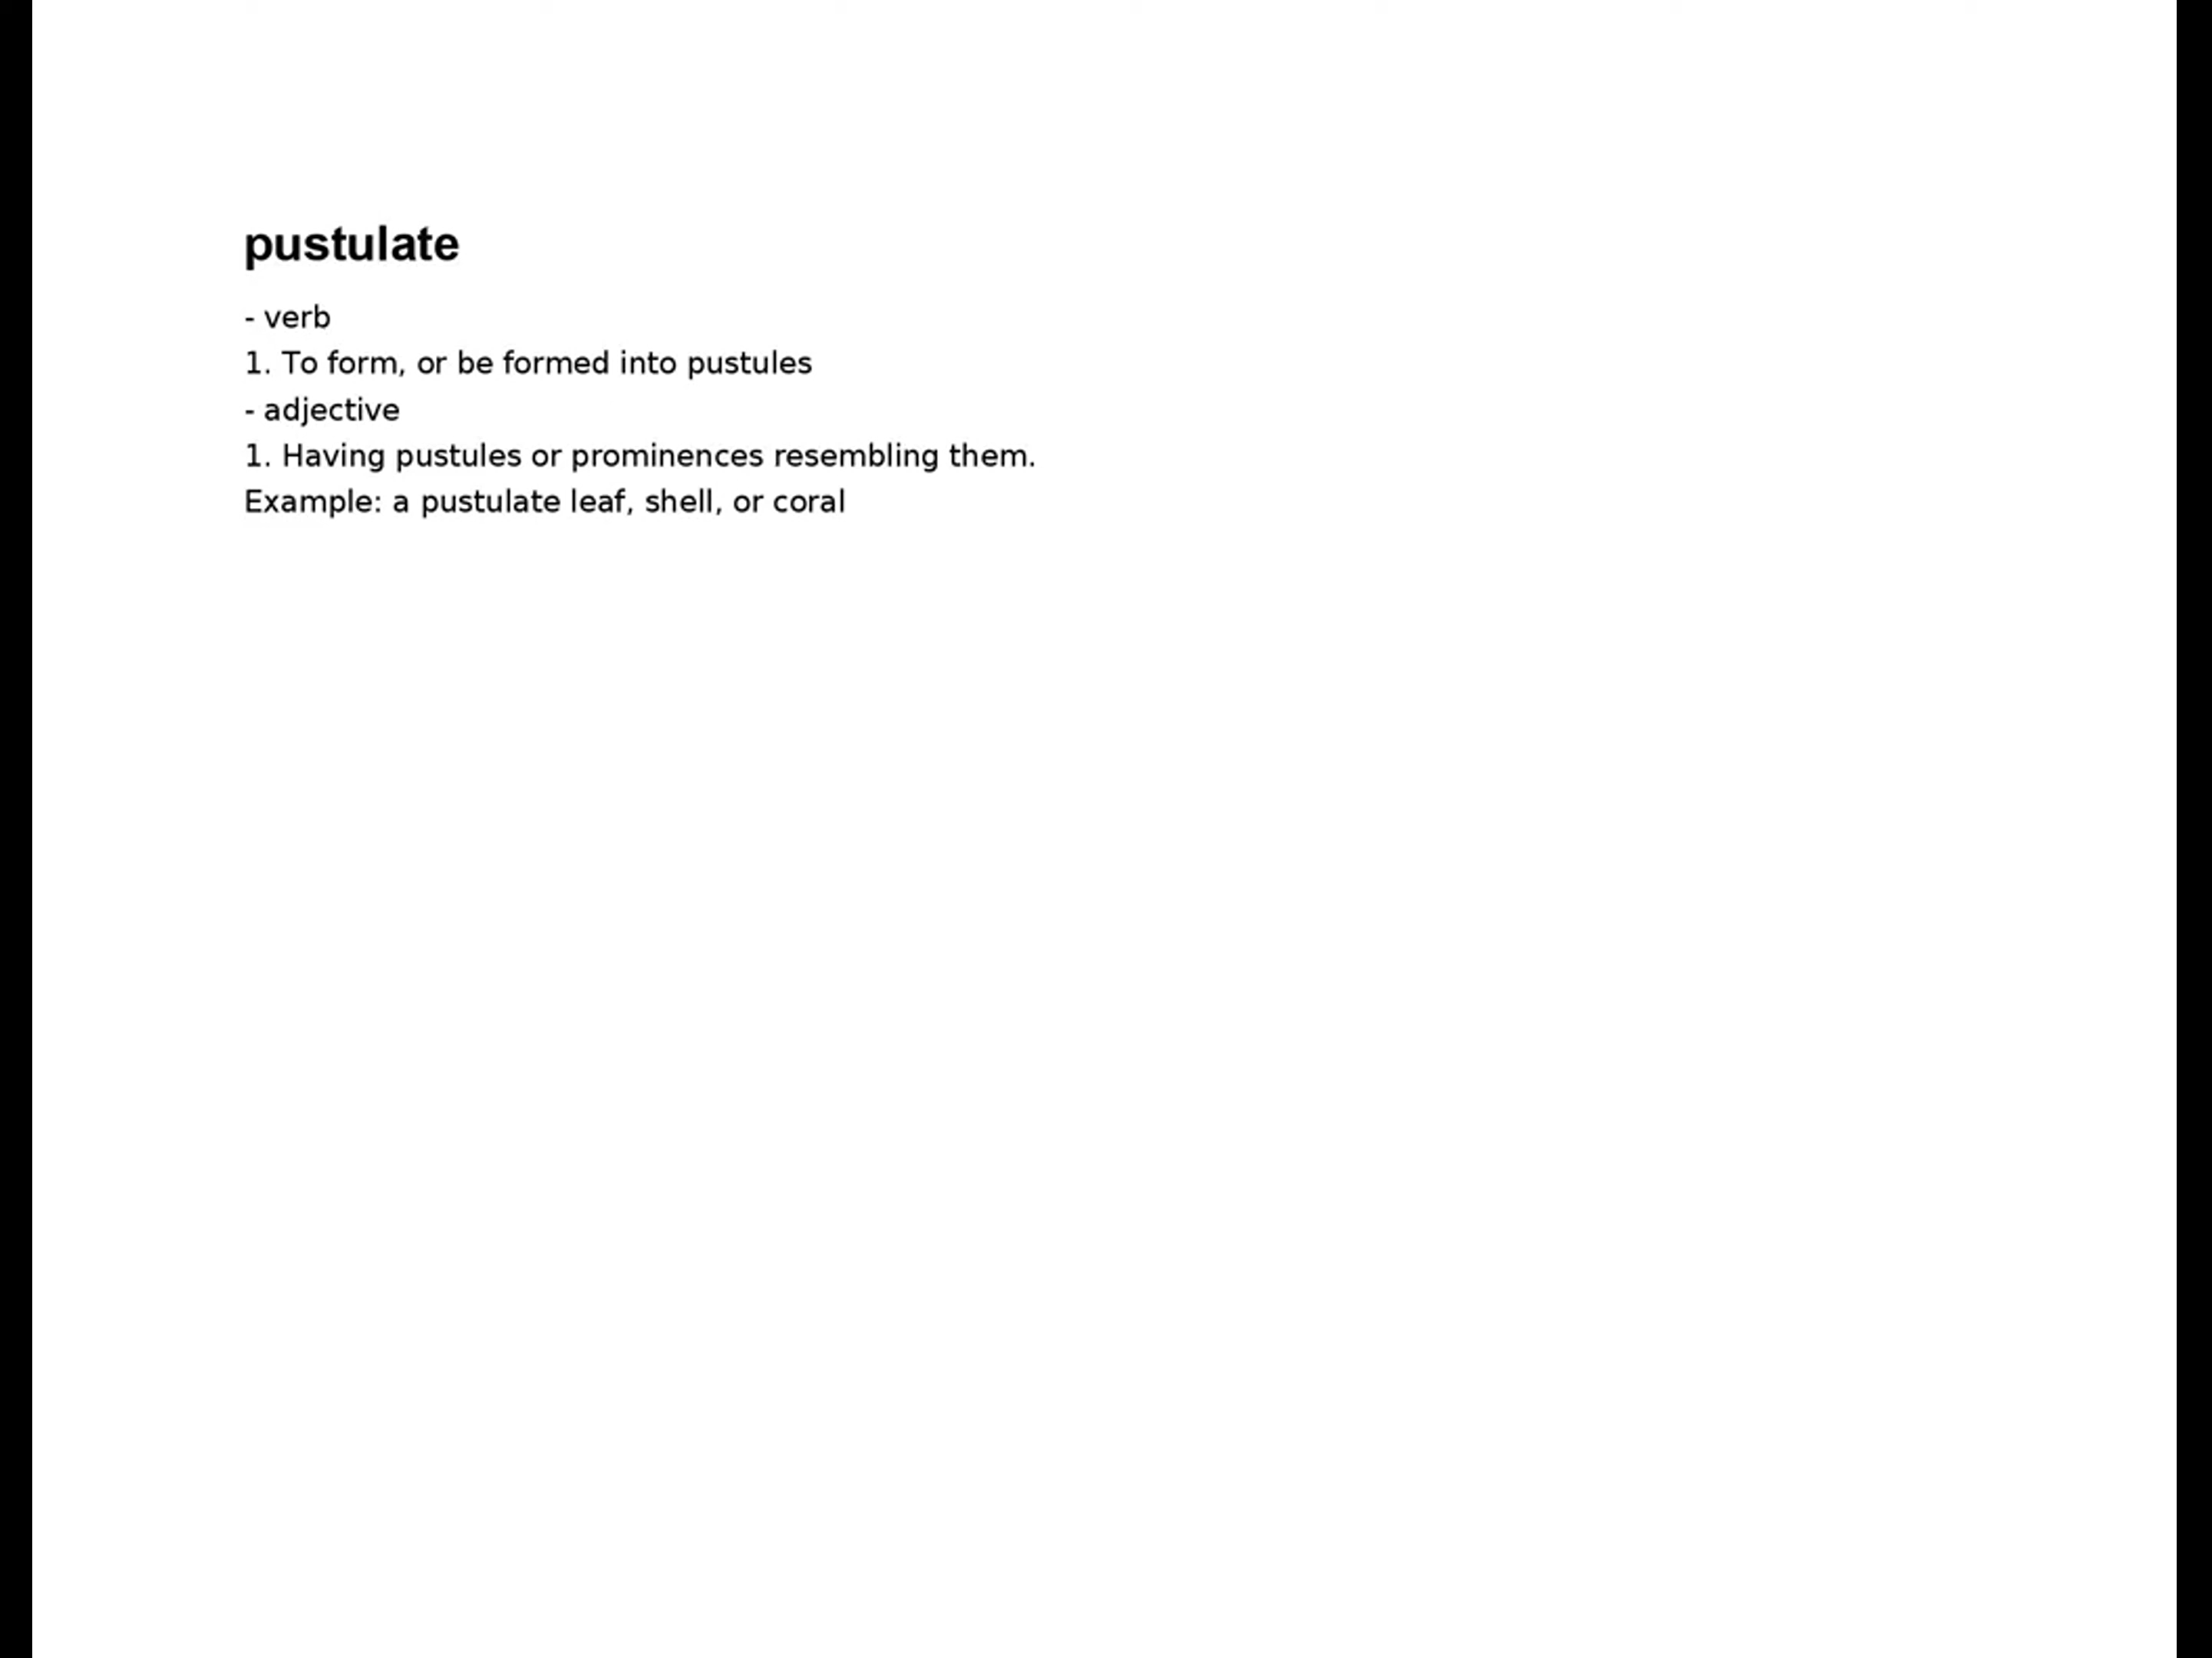 pustulate
- verb
1. To form, or be formed into pustules
- adjective
1. Having pustules or prominences resembling them.
Example: a pustulate leaf, shell, or coral